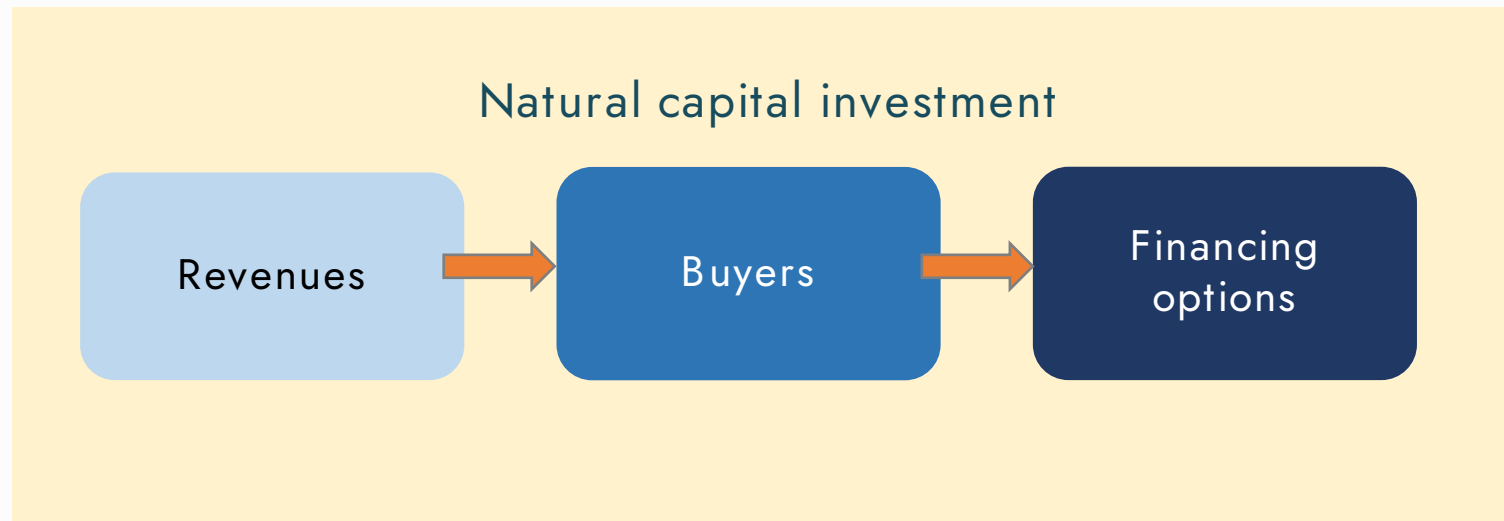 Natural capital investment
Revenues
Buyers
Financing
options